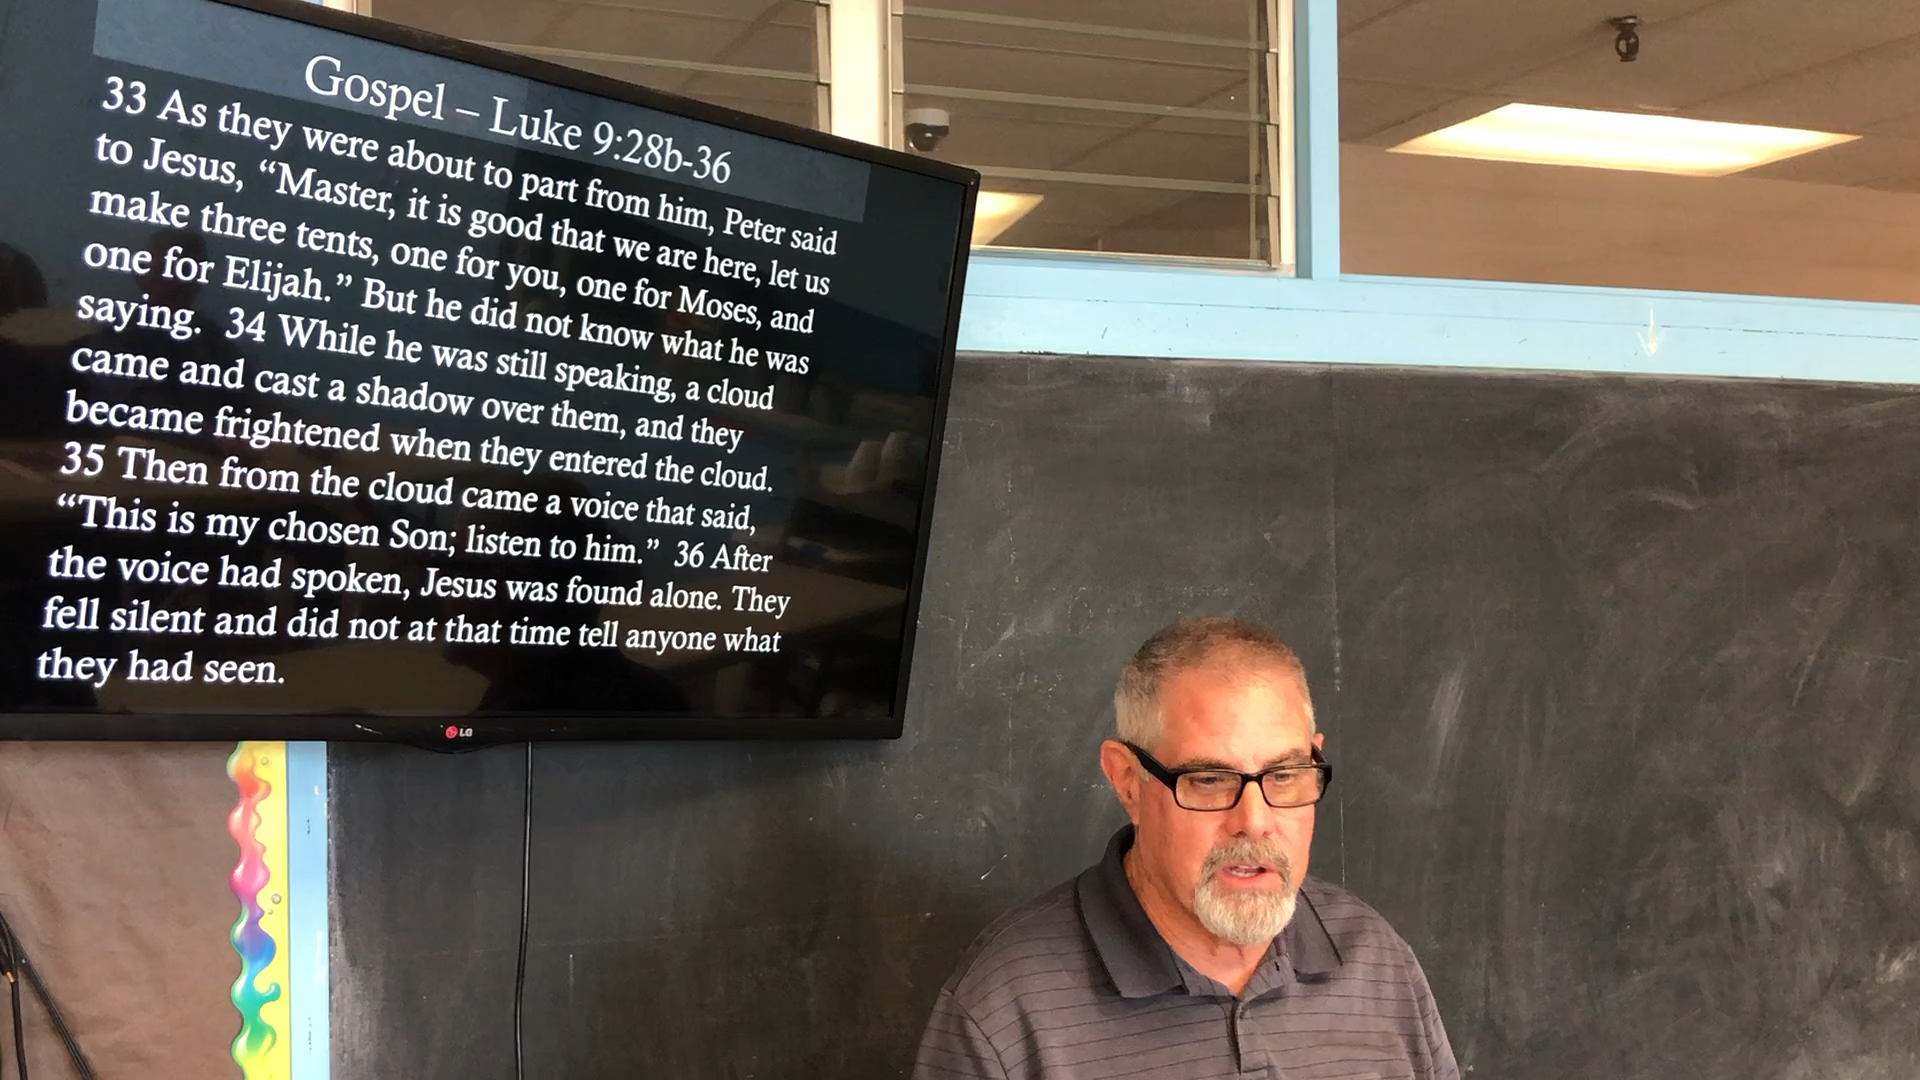 Gospel – Luke 9:28b-36
33 As they were about to part from him, Peter said
to Jesus, “Master, it is good that we are here, let us
make three tents, one for you, one for Moses, and
one for Elijah.” But he did not know what he was
saying.  34 While he was still speaking, a cloud
came and cast a shadow over them, and they
became frightened when they entered the cloud.
35 Then from the cloud came a voice that said,
“This is my chosen Son; listen to him.”  36 After
the voice had spoken, Jesus was found alone. They
fell silent and did not at that time tell anyone what
they had seen.
LG